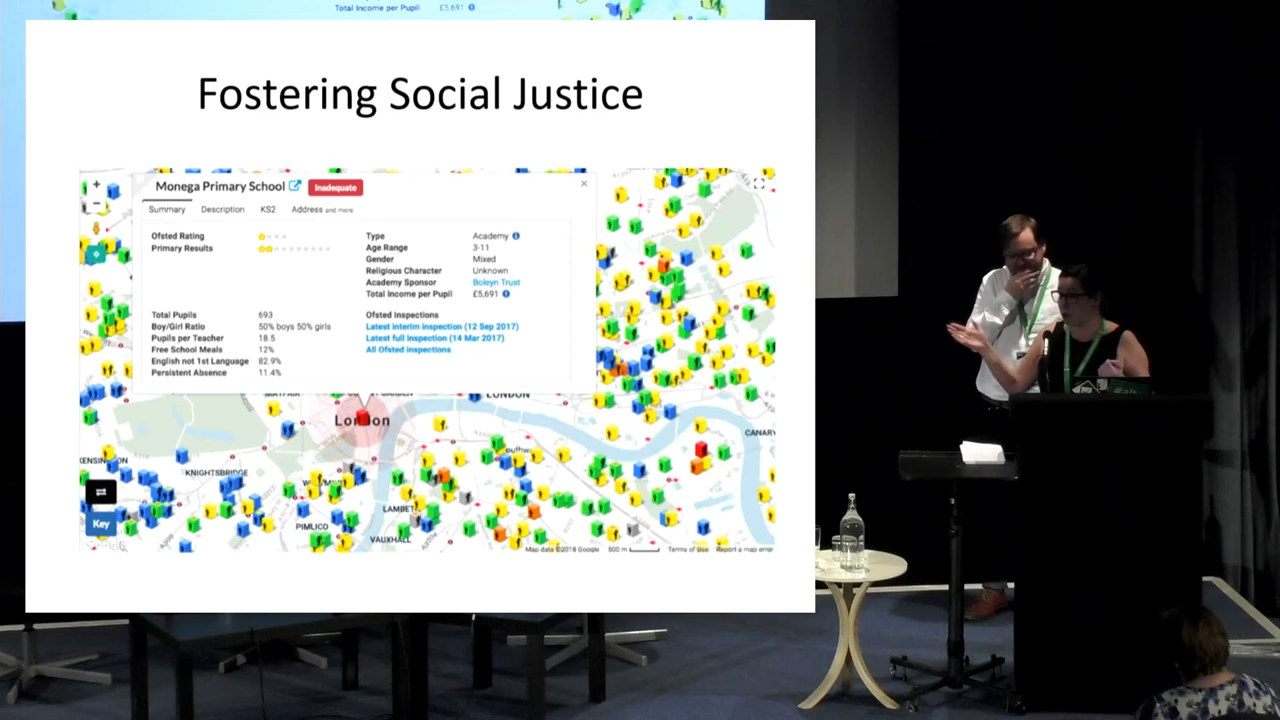 Total Income per Pupil £5,691
Fostering Social Justice
Monega Primary School Inadequate
Summary Description KS2 Address and more
Ofsted Rating
Primary Results
Type Academy
Age Range 3-11
Gender Mixed
Religious Character Unknown
Academy Sponsor Boleyn Trust
Total Income per Pupil £5,691
Total Pupils 693
Boy/Girl Ratio 50% boys 50% girls
Pupils per Teacher 18.5
Free School Meals 12%
English not 1st Language 82.9%
Persistent Absence 11.4%
Ofsted Inspections
Latest interim inspection (12 Sep 2017)
Latest full inspection (14 Mar 2017)
All Ofsted inspections
LONDON
London
CANARY
KNIGHTSBRIDGE
LAMBET
PIMLICO
VAUXHALL
Key
Google
Map data ©2018 Google 500 m Terms of Use Report a map error